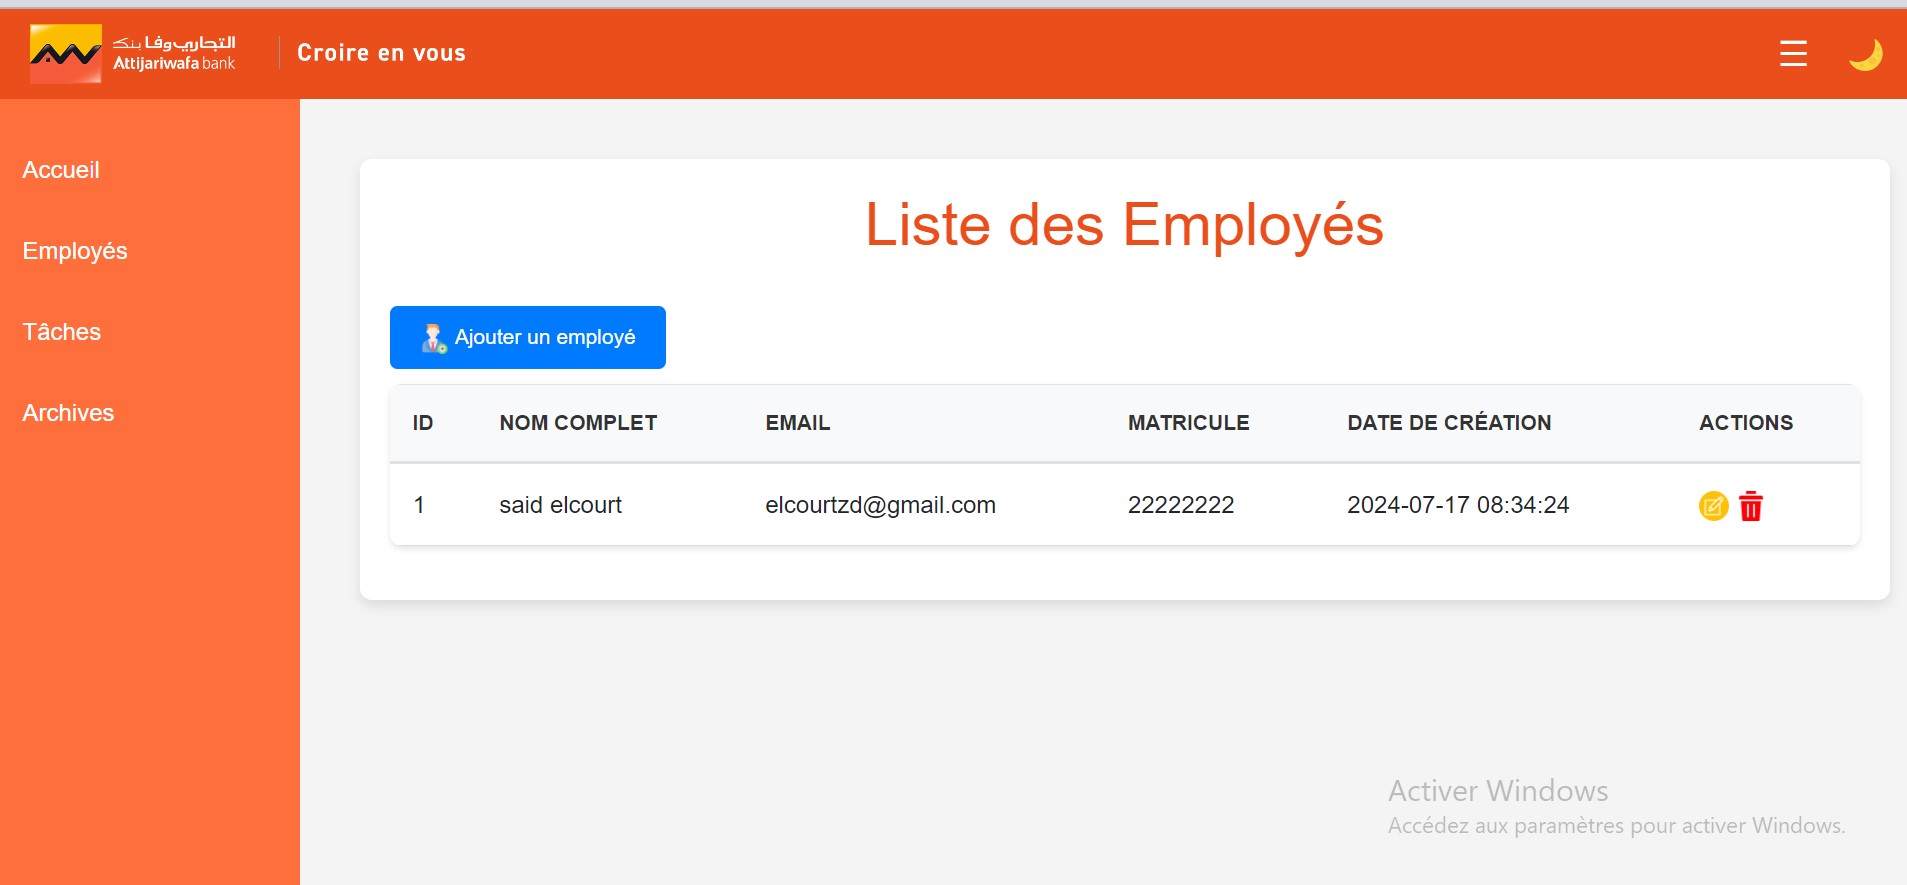 التجاري وفا بنك
Attijariwafa bank
Croire en vous
Accueil
Employés
Tâches
Archives
Liste des Employés
Ajouter un employé
ID NOM COMPLET EMAIL MATRICULE DATE DE CRÉATION ACTIONS
1 said elcourt elcourtzd@gmail.com 22222222 2024-07-17 08:34:24
Activer Windows
Accédez aux paramètres pour activer Windows.